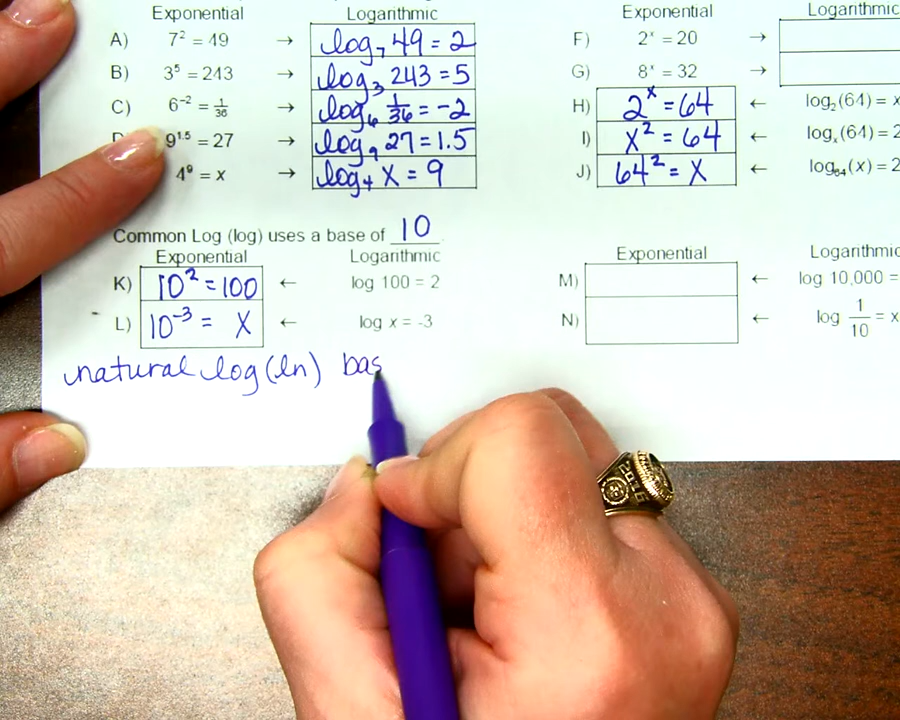 Exponential Logarithmic Exponential Logarithmic
A) 7² = 49 → log₇ 49 = 2 F) 2ˣ = 20 →
B) 3⁵ = 243 → log₃ 243 = 5 G) 8ˣ = 32 →
C) 6⁻² = 1/36 → log₆ 1/36 = -2 H) 2ˣ = 64 ← log₂(64) = x
9¹·⁵ = 27 → log₉ 27 = 1.5 I) x² = 64 ← logₓ(64) = 2
4⁹ = x → log₄ x = 9 J) 64² = x ← log₆₄(x) = 2
Common Log (log) uses a base of 10.
Exponential Logarithmic Exponential Logarithmic
K) 10² = 100 ← log 100 = 2 M) ← log 10,000 =
L) 10⁻³ = x ← log x = -3 N) ← log 1/10 = x
natural log (ln) bas
2016